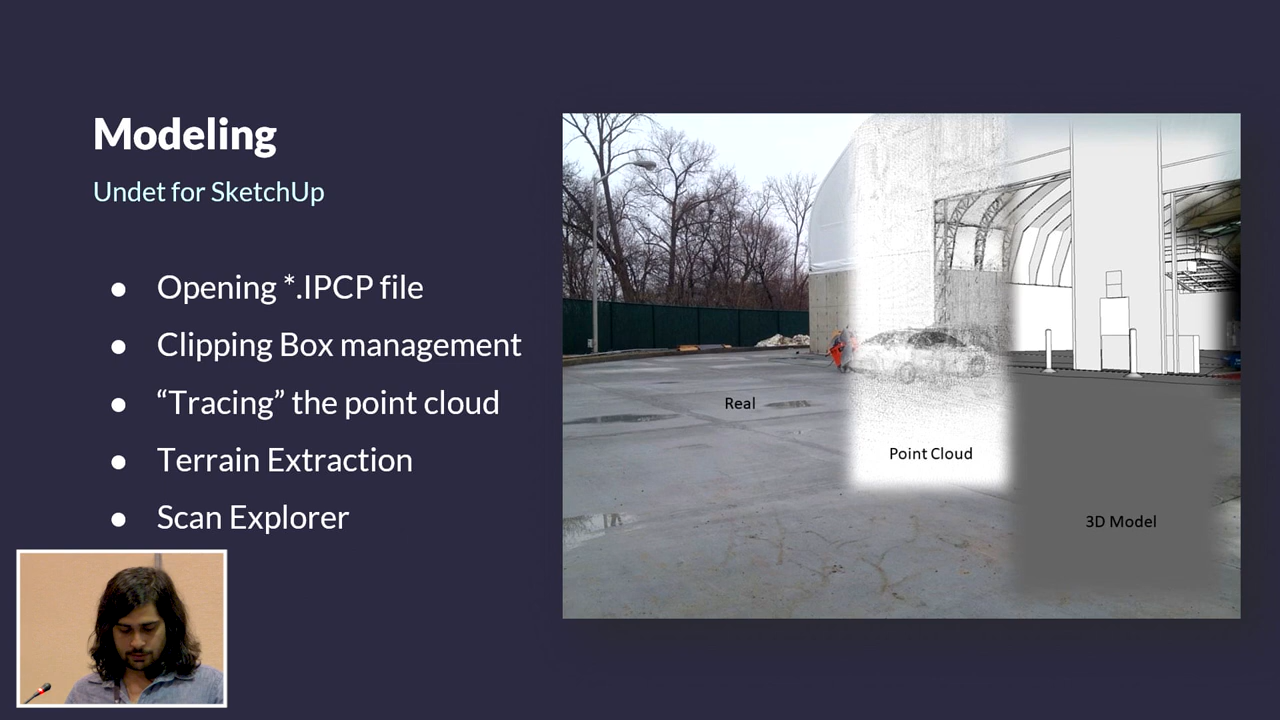 Modeling
Undet for SketchUp
● Opening *.IPCP file
● Clipping Box management
● “Tracing” the point cloud
● Terrain Extraction
● Scan Explorer
Real
Point Cloud
3D Model